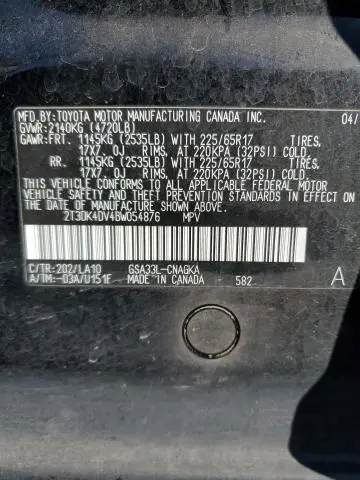 MFD.BY:TOYOTA MOTOR MANUFACTURING CANADA INC. 04/
GVWR:2140KG (4720LB)
GAWR:FRT. 1145KG (2535LB) WITH 225/65R17 TIRES,
17X7.0J RIMS, AT 220KPA (32PSI) COLD
RR. 1145KG (2535LB) WITH 225/65R17 TIRES,
17X7.0J RIMS, AT 220KPA (32PSI) COLD.
THIS VEHICLE CONFORMS TO ALL APPLICABLE FEDERAL MOTOR
VEHICLE SAFETY AND THEFT PREVENTION STANDARDS IN
EFFECT ON THE DATE OF MANUFACTURE SHOWN ABOVE.
2T3DK4DV4BW054876 MPV
C/TR:202/LA10 GSA33L-CNAGKA
A/TM:-03A/U151F MADE IN CANADA 582 A